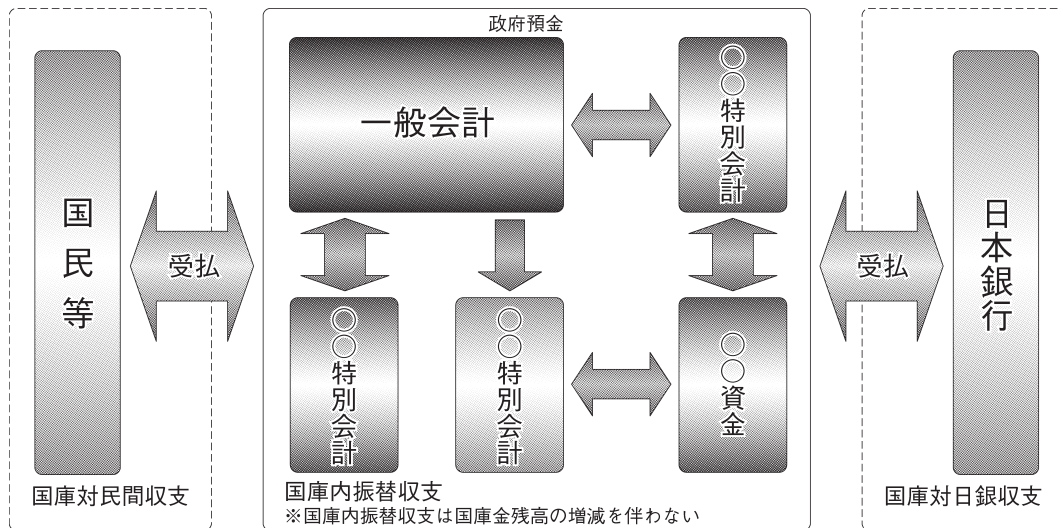 政府預金
一般会計
○○特別会計
国民等
受払
受払
日本銀行
○○特別会計
○○特別会計
○○資金
国庫対民間収支
国庫内振替収支
※国庫内振替収支は国庫金残高の増減を伴わない
国庫対日銀収支